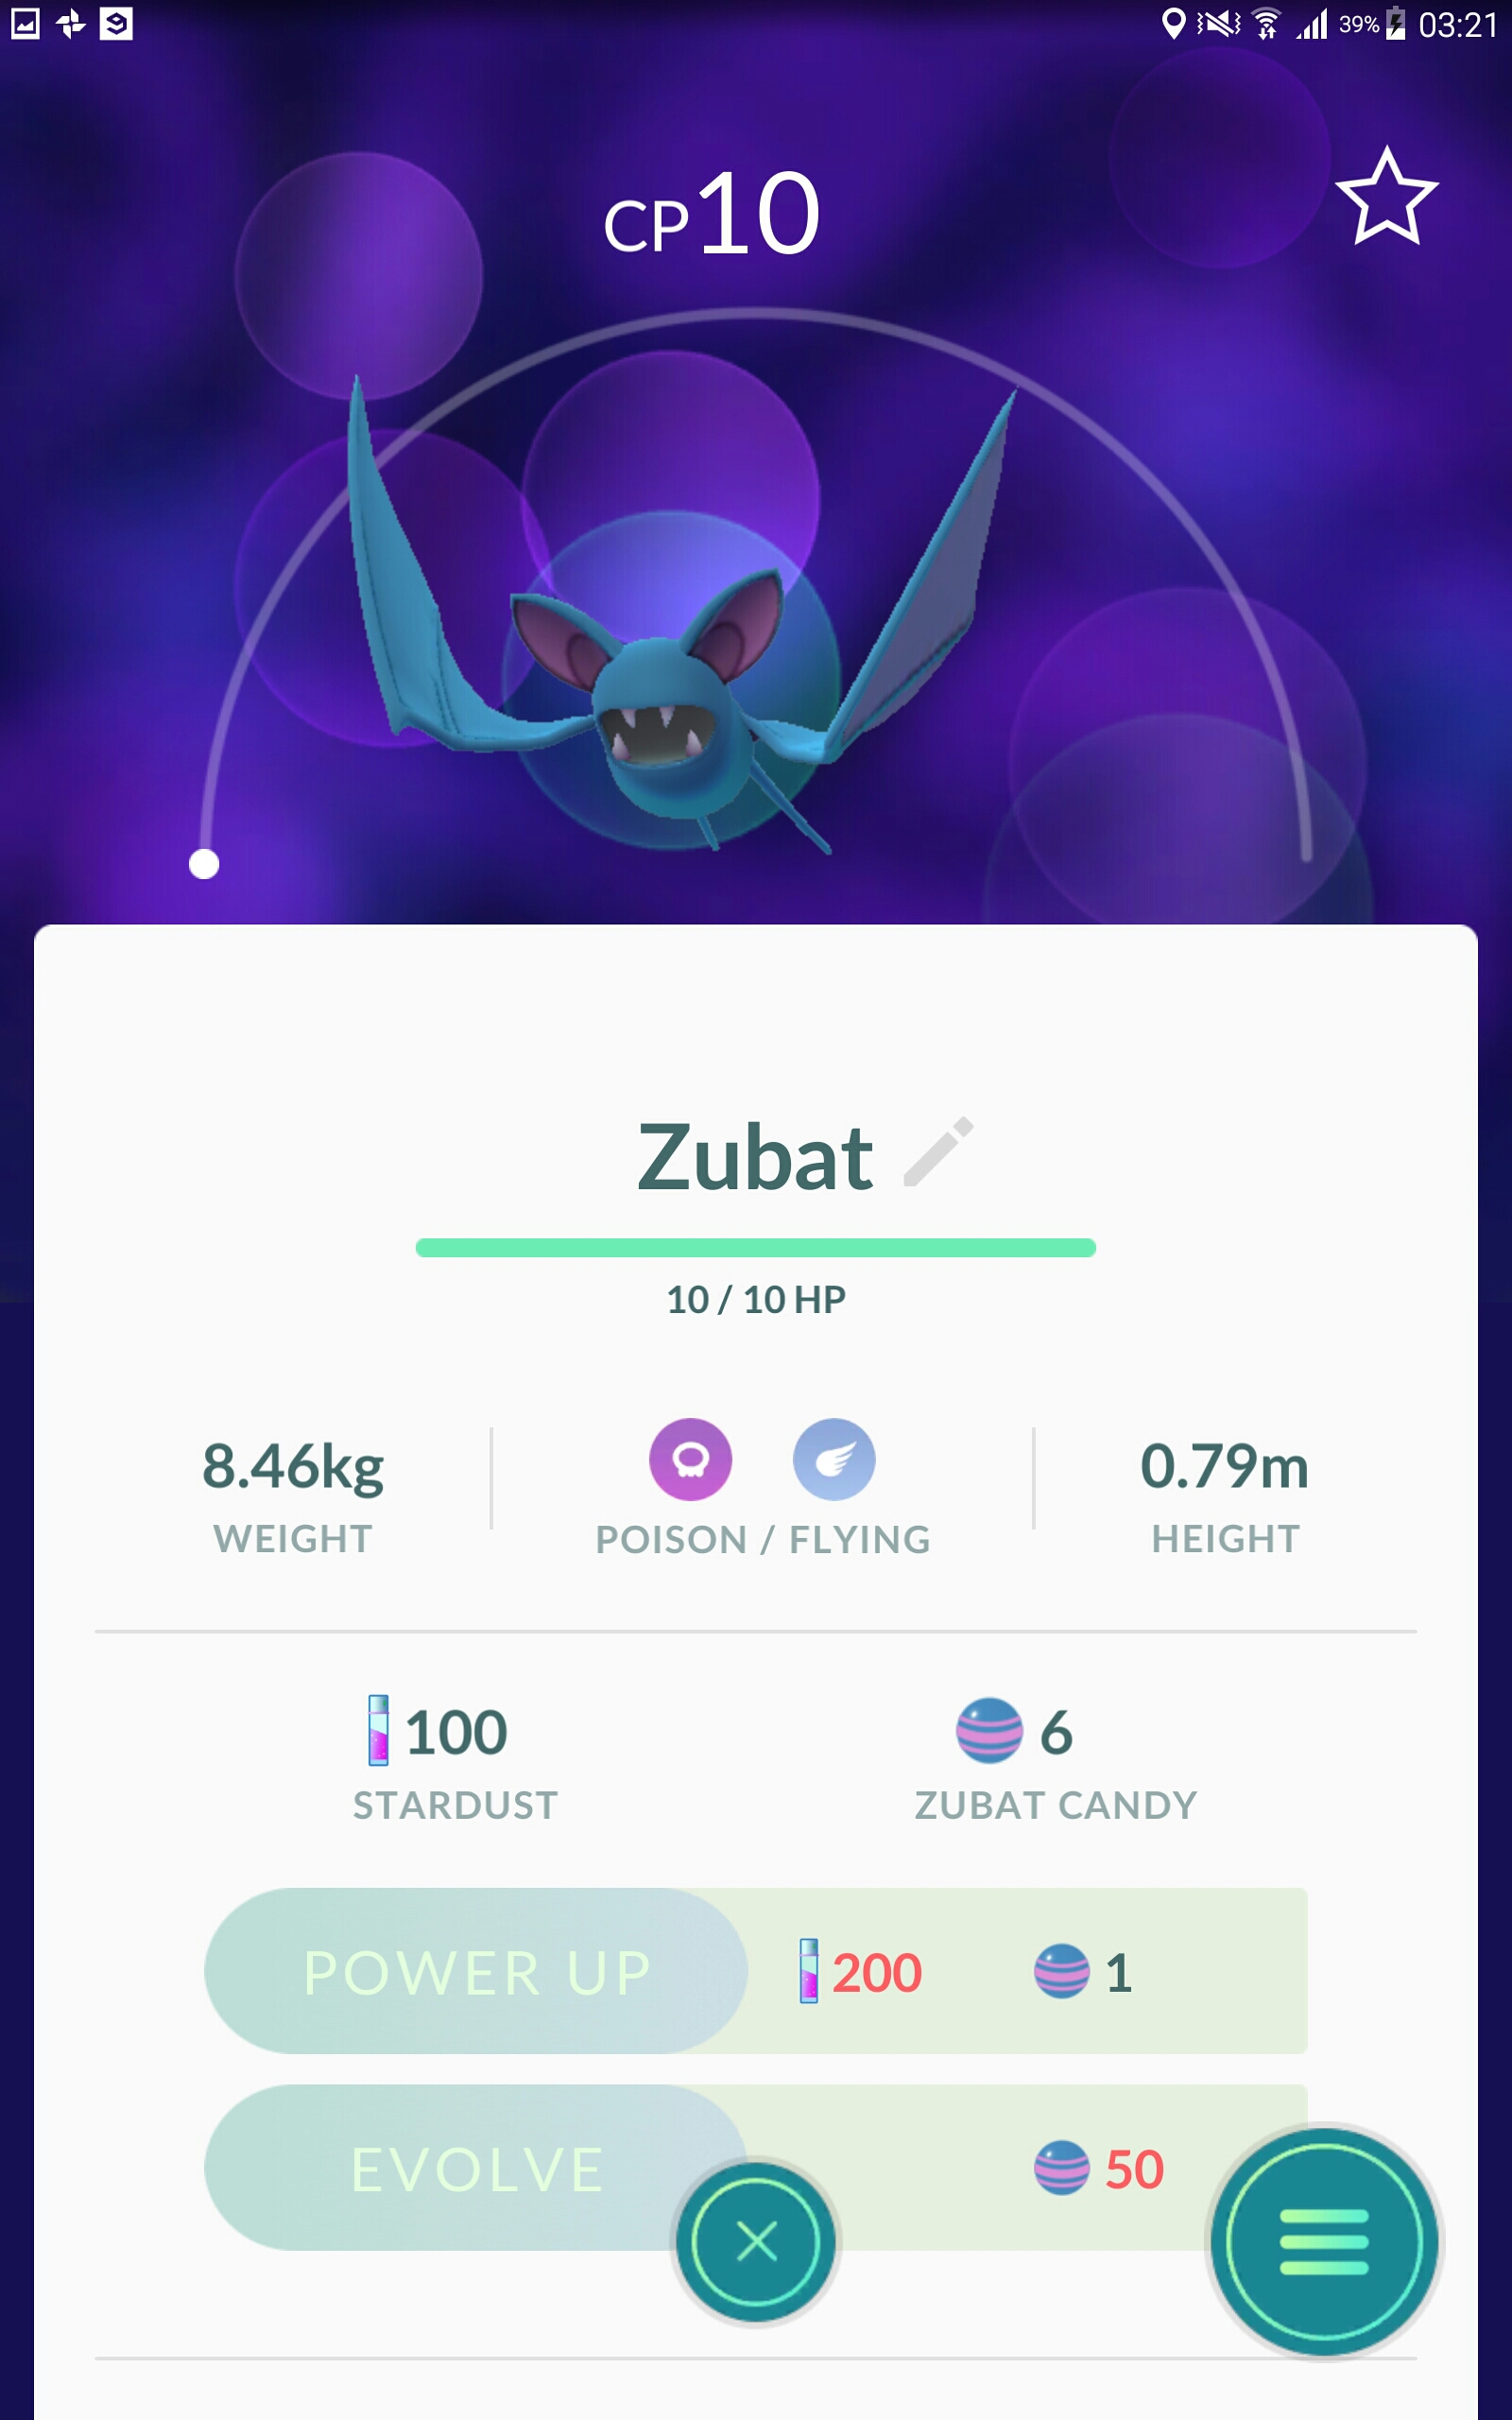 39% 03:21
CP10
Zubat
10 / 10 HP
8.46kg
WEIGHT
POISON / FLYING
0.79m
HEIGHT
100
STARDUST
6
ZUBAT CANDY
POWER UP 200 1
EVOLVE 50